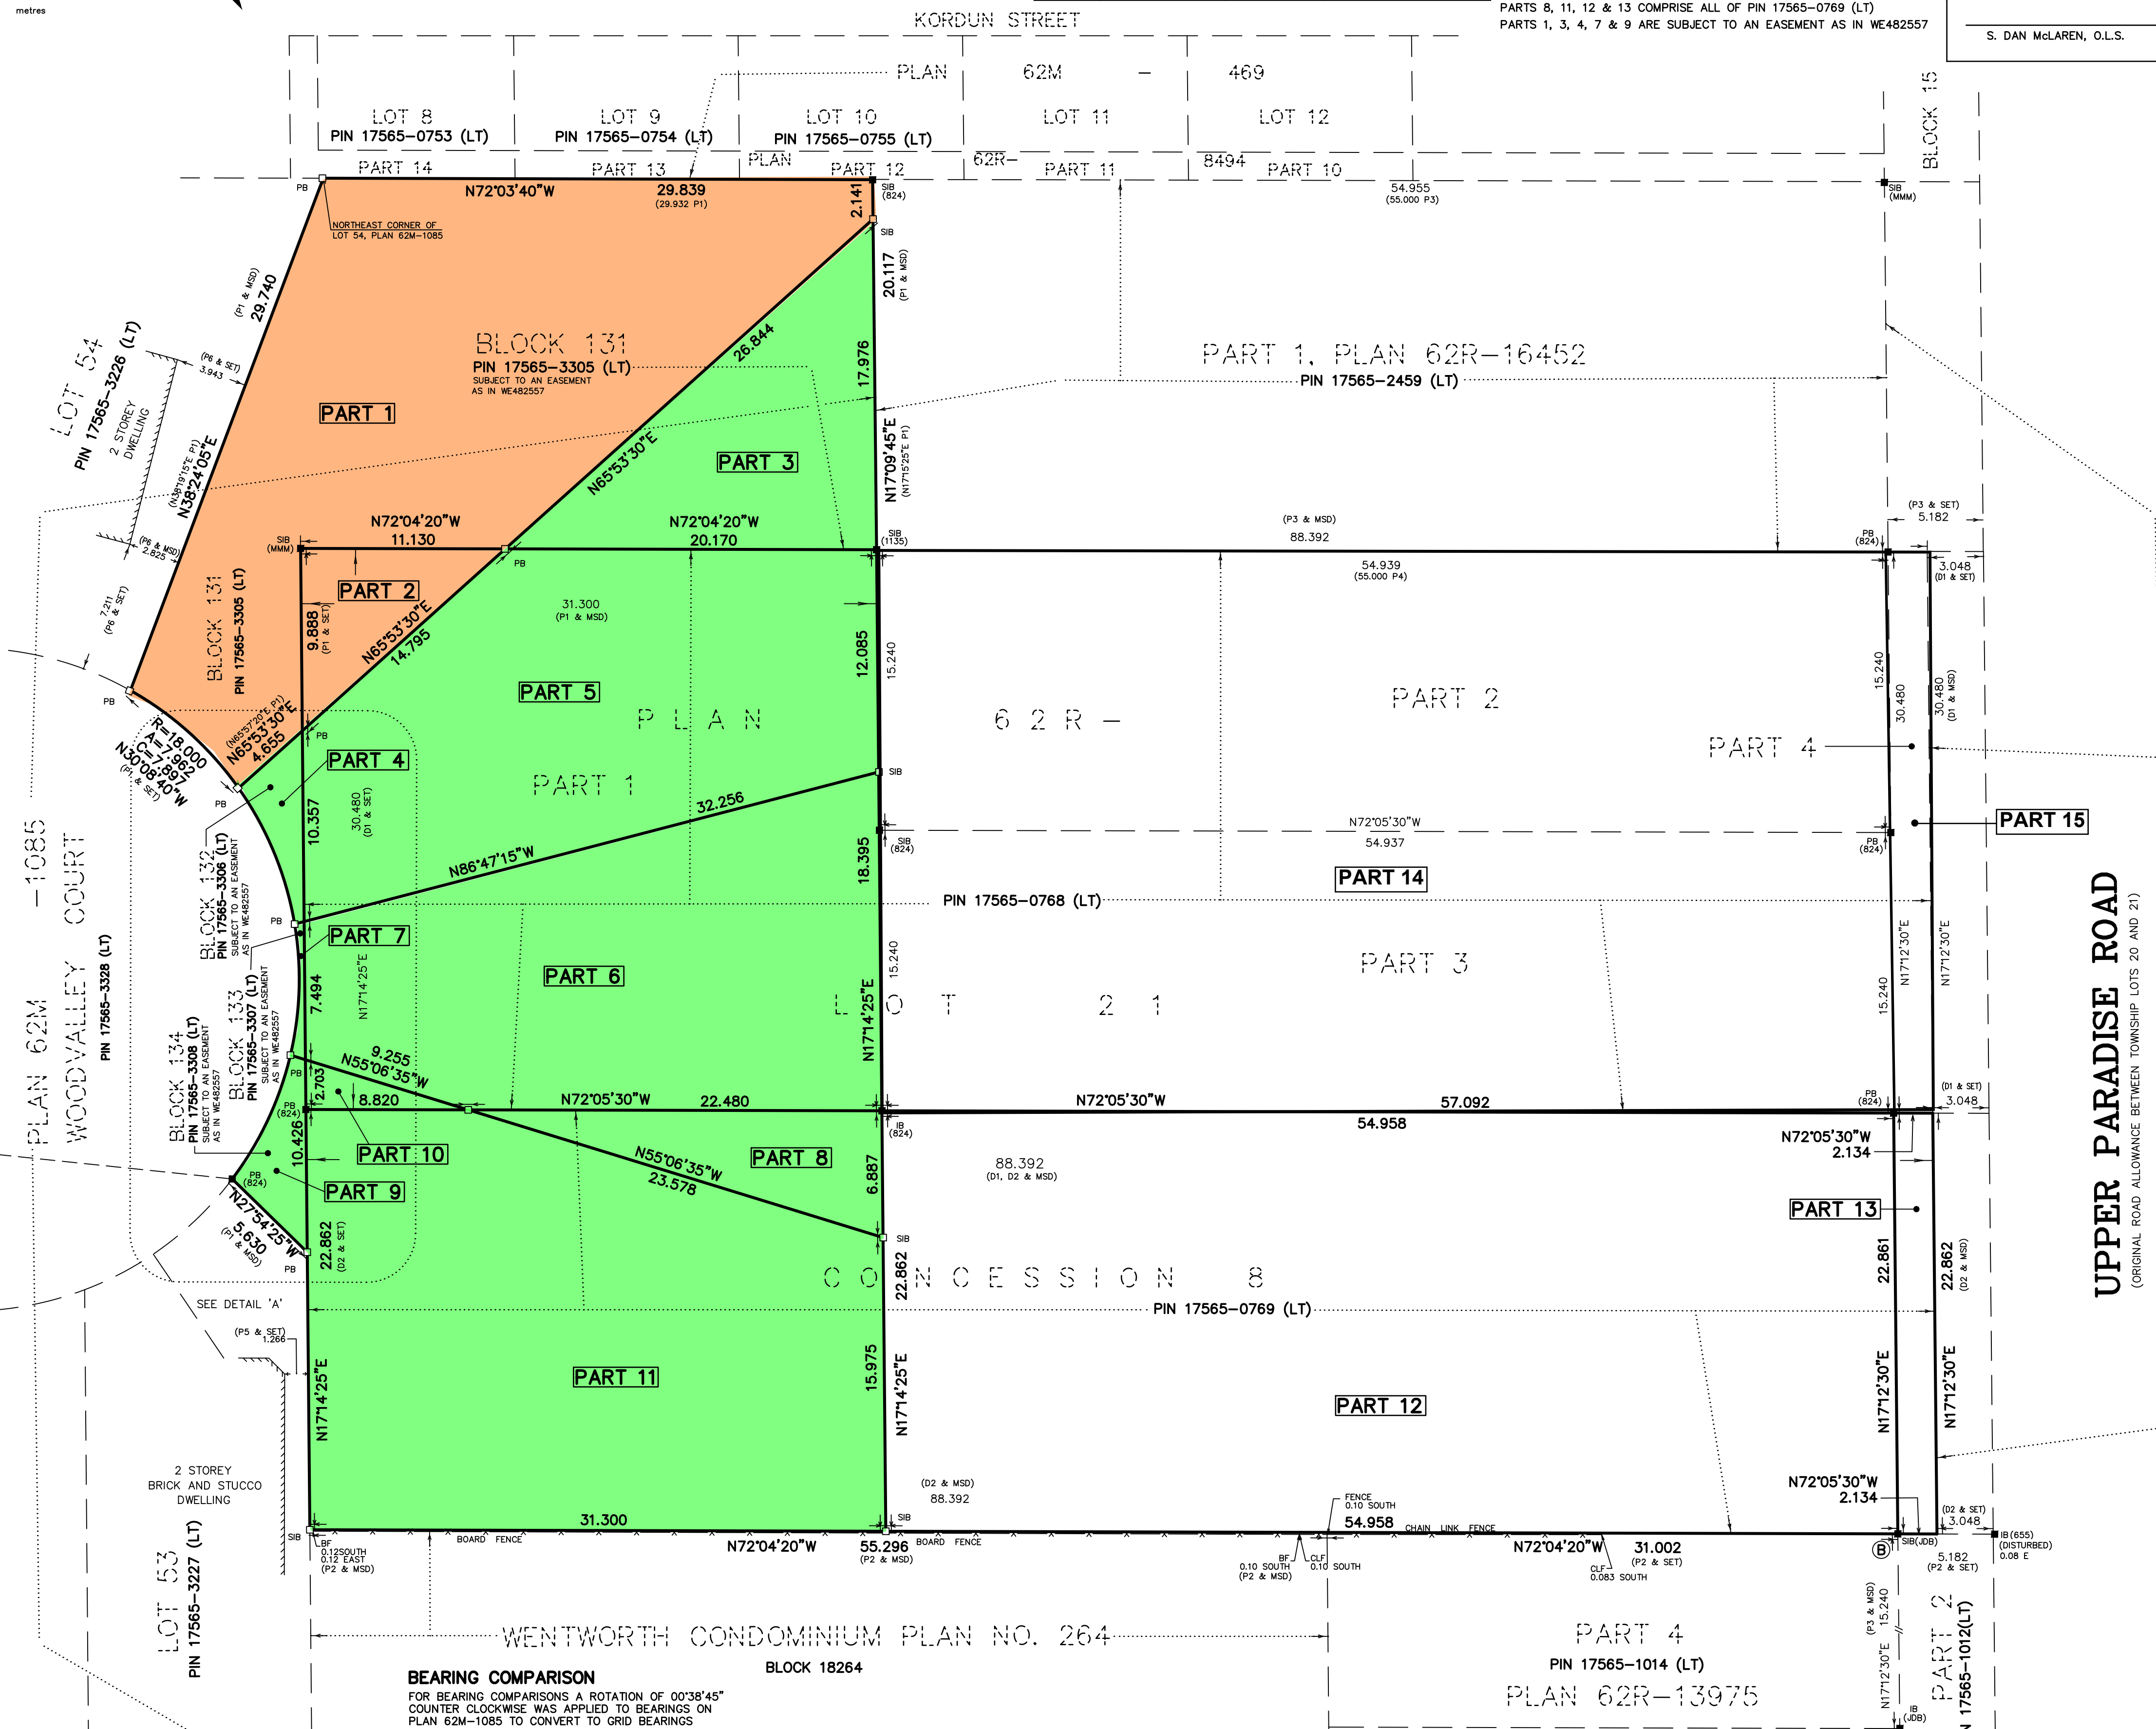 metres
KORDUN STREET
PARTS 8, 11, 12 & 13 COMPRISE ALL OF PIN 17565-0769 (LT)
PARTS 1, 3, 4, 7 & 9 ARE SUBJECT TO AN EASEMENT AS IN WE482557
S. DAN McLAREN, O.L.S.
PLAN 62M - 469
BLOCK 15
LOT 8
PIN 17565-0753 (LT)
LOT 9
PIN 17565-0754 (LT)
LOT 10
PIN 17565-0755 (LT)
LOT 11
LOT 12
PLAN 62R- 8494
PART 14
PART 13
PART 12
PART 11
PART 10
PB
N72°03'40"W
29.839
(29.932 P1)
2.141
SIB
(824)
54.955
(55.000 P3)
SIB
(MMM)
NORTHEAST CORNER OF
LOT 54, PLAN 62M-1085
SIB
20.117
(P1 & MSD)
29.740
(P1 & MSD)
LOT 54
PIN 17565-3226 (LT)
2 STOREY
DWELLING
(P6 & SET)
3.943
BLOCK 131
PIN 17565-3305 (LT)
SUBJECT TO AN EASEMENT
AS IN WE482557
26.844
17.976
PART 1, PLAN 62R-16452
PIN 17565-2459 (LT)
PART 1
N38°24'05"E
(N38°19'15"E P1)
N65°53'30"E
PART 3
N17°09'45"E
(N17°15'25"E P1)
(P6 & MSD)
2.825
7.211
(P6 & SET)
SIB
(MMM)
N72°04'20"W
11.130
N72°04'20"W
20.170
SIB
(1135)
PB
(P3 & MSD)
88.392
54.939
(55.000 P4)
(P3 & SET)
5.182
PB
(824)
3.048
(D1 & SET)
BLOCK 131
PIN 17565-3305 (LT)
PART 2
9.888
(P1 & SET)
N65°53'30"E
14.795
31.300
(P1 & MSD)
12.085
15.240
PART 5
PART 2
15.240
30.480
30.480
(D1 & MSD)
PB
R=18.000
A=7.962
C=7.897
N30°08'40"W
(P1 & SET)
(N65°57'20"E P1)
N65°53'30"E
4.655
PB
PLAN 62R-
PART 4
PB
PART 4
PART 1
SIB
30.480
(D1 & SET)
10.357
32.256
N86°47'15"W
18.395
SIB
(824)
N72°05'30"W
54.937
PB
(824)
PART 15
PLAN 62M -1085
WOODVALLEY COURT
PIN 17565-3328 (LT)
BLOCK 132
PIN 17565-3306 (LT)
SUBJECT TO AN EASEMENT
AS IN WE482557
PART 14
PIN 17565-0768 (LT)
PB
PART 7
PART 6
PART 3
N17°14'25"E
7.494
15.240
15.240
N17°12'30"E
N17°12'30"E
UPPER PARADISE ROAD
(ORIGINAL ROAD ALLOWANCE BETWEEN TOWNSHIP LOTS 20 AND 21)
BLOCK 133
PIN 17565-3307 (LT)
SUBJECT TO AN EASEMENT
AS IN WE482557
LOT 21
N17°14'25"E
BLOCK 134
PIN 17565-3308 (LT)
SUBJECT TO AN EASEMENT
AS IN WE482557
PB
9.255
N55°06'35"W
2.703
PB
(824)
8.820
N72°05'30"W
22.480
IB
(824)
N72°05'30"W
57.092
54.958
PB
(824)
(D1 & SET)
3.048
10.426
PART 10
N55°06'35"W
23.578
PART 8
6.887
88.392
(D1, D2 & MSD)
N72°05'30"W
2.134
PB
(824)
PART 9
PART 13
N27°54'25"W
5.630
(P1 & MSD)
PB
22.862
(D2 & SET)
SIB
22.862
22.861
22.862
(D2 & MSD)
CONCESSION 8
SEE DETAIL 'A'
PIN 17565-0769 (LT)
(P5 & SET)
1.266
N17°14'25"E
15.975
N17°14'25"E
PART 11
PART 12
N17°12'30"E
N17°12'30"E
2 STOREY
BRICK AND STUCCO
DWELLING
(D2 & MSD)
88.392
N72°05'30"W
2.134
FENCE
0.10 SOUTH
SIB
31.300
SIB
54.958
CHAIN LINK FENCE
(D2 & SET)
3.048
IB(655)
(DISTURBED)
0.08 E
BF
0.12SOUTH
0.12 EAST
(P2 & MSD)
BOARD FENCE
N72°04'20"W
55.296
(P2 & MSD)
BOARD FENCE
BF
0.10 SOUTH
(P2 & MSD)
CLF
0.10 SOUTH
N72°04'20"W
31.002
(P2 & SET)
CLF
0.083 SOUTH
B
SIB(JDB)
5.182
(P2 & SET)
LOT 53
PIN 17565-3227 (LT)
WENTWORTH CONDOMINIUM PLAN NO. 264
BLOCK 18264
PART 4
PIN 17565-1014 (LT)
PLAN 62R-13975
N17°12'30"E 15.240
(P3 & MSD)
IB
(JDB)
PART 2
17565-1012(LT)
BEARING COMPARISON
FOR BEARING COMPARISONS A ROTATION OF 00°38'45"
COUNTER CLOCKWISE WAS APPLIED TO BEARINGS ON
PLAN 62M-1085 TO CONVERT TO GRID BEARINGS